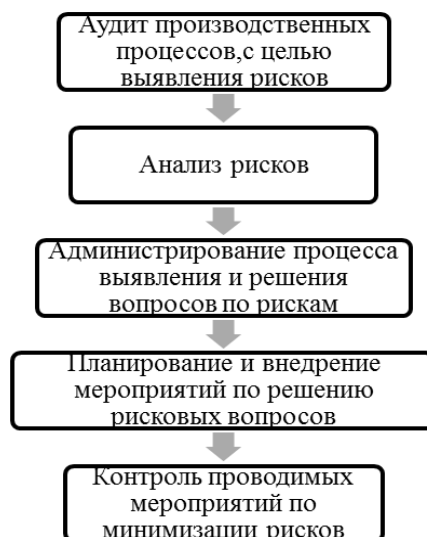 Аудит производственных
процессов,с целью
выявления рисков
Анализ рисков
Администрирование процесса
выявления и решения
вопросов по рискам
Планирование и внедрение
мероприятий по решению
рисковых вопросов
Контроль проводимых
мероприятий по
минимизации рисков